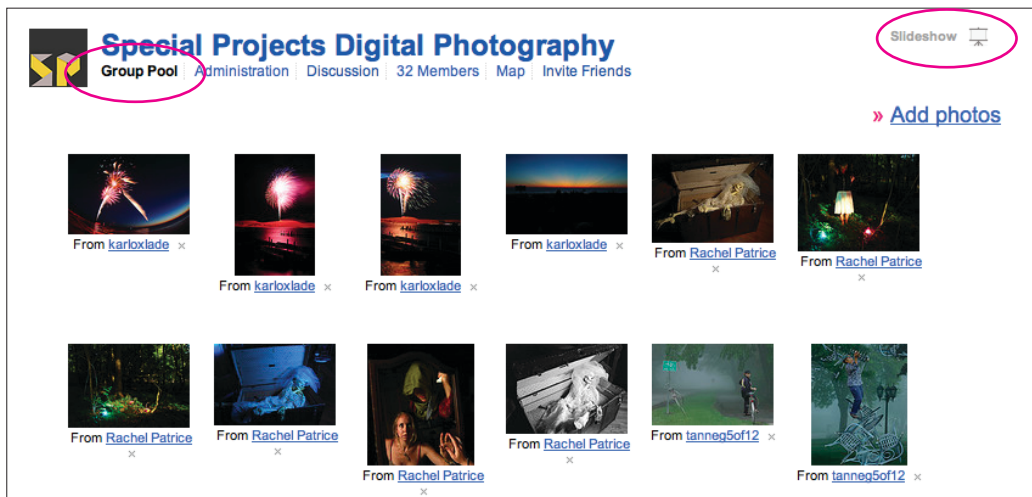 SP
Special Projects Digital Photography
Slideshow
Group Pool Administration Discussion 32 Members Map Invite Friends
» Add photos
From karloxlade ×
From karloxlade ×
From karloxlade ×
From karloxlade ×
From Rachel Patrice
×
From Rachel Patrice
×
From Rachel Patrice
×
From Rachel Patrice
×
From Rachel Patrice
×
From Rachel Patrice
×
From tanneg5of12 ×
From tanneg5of12 ×